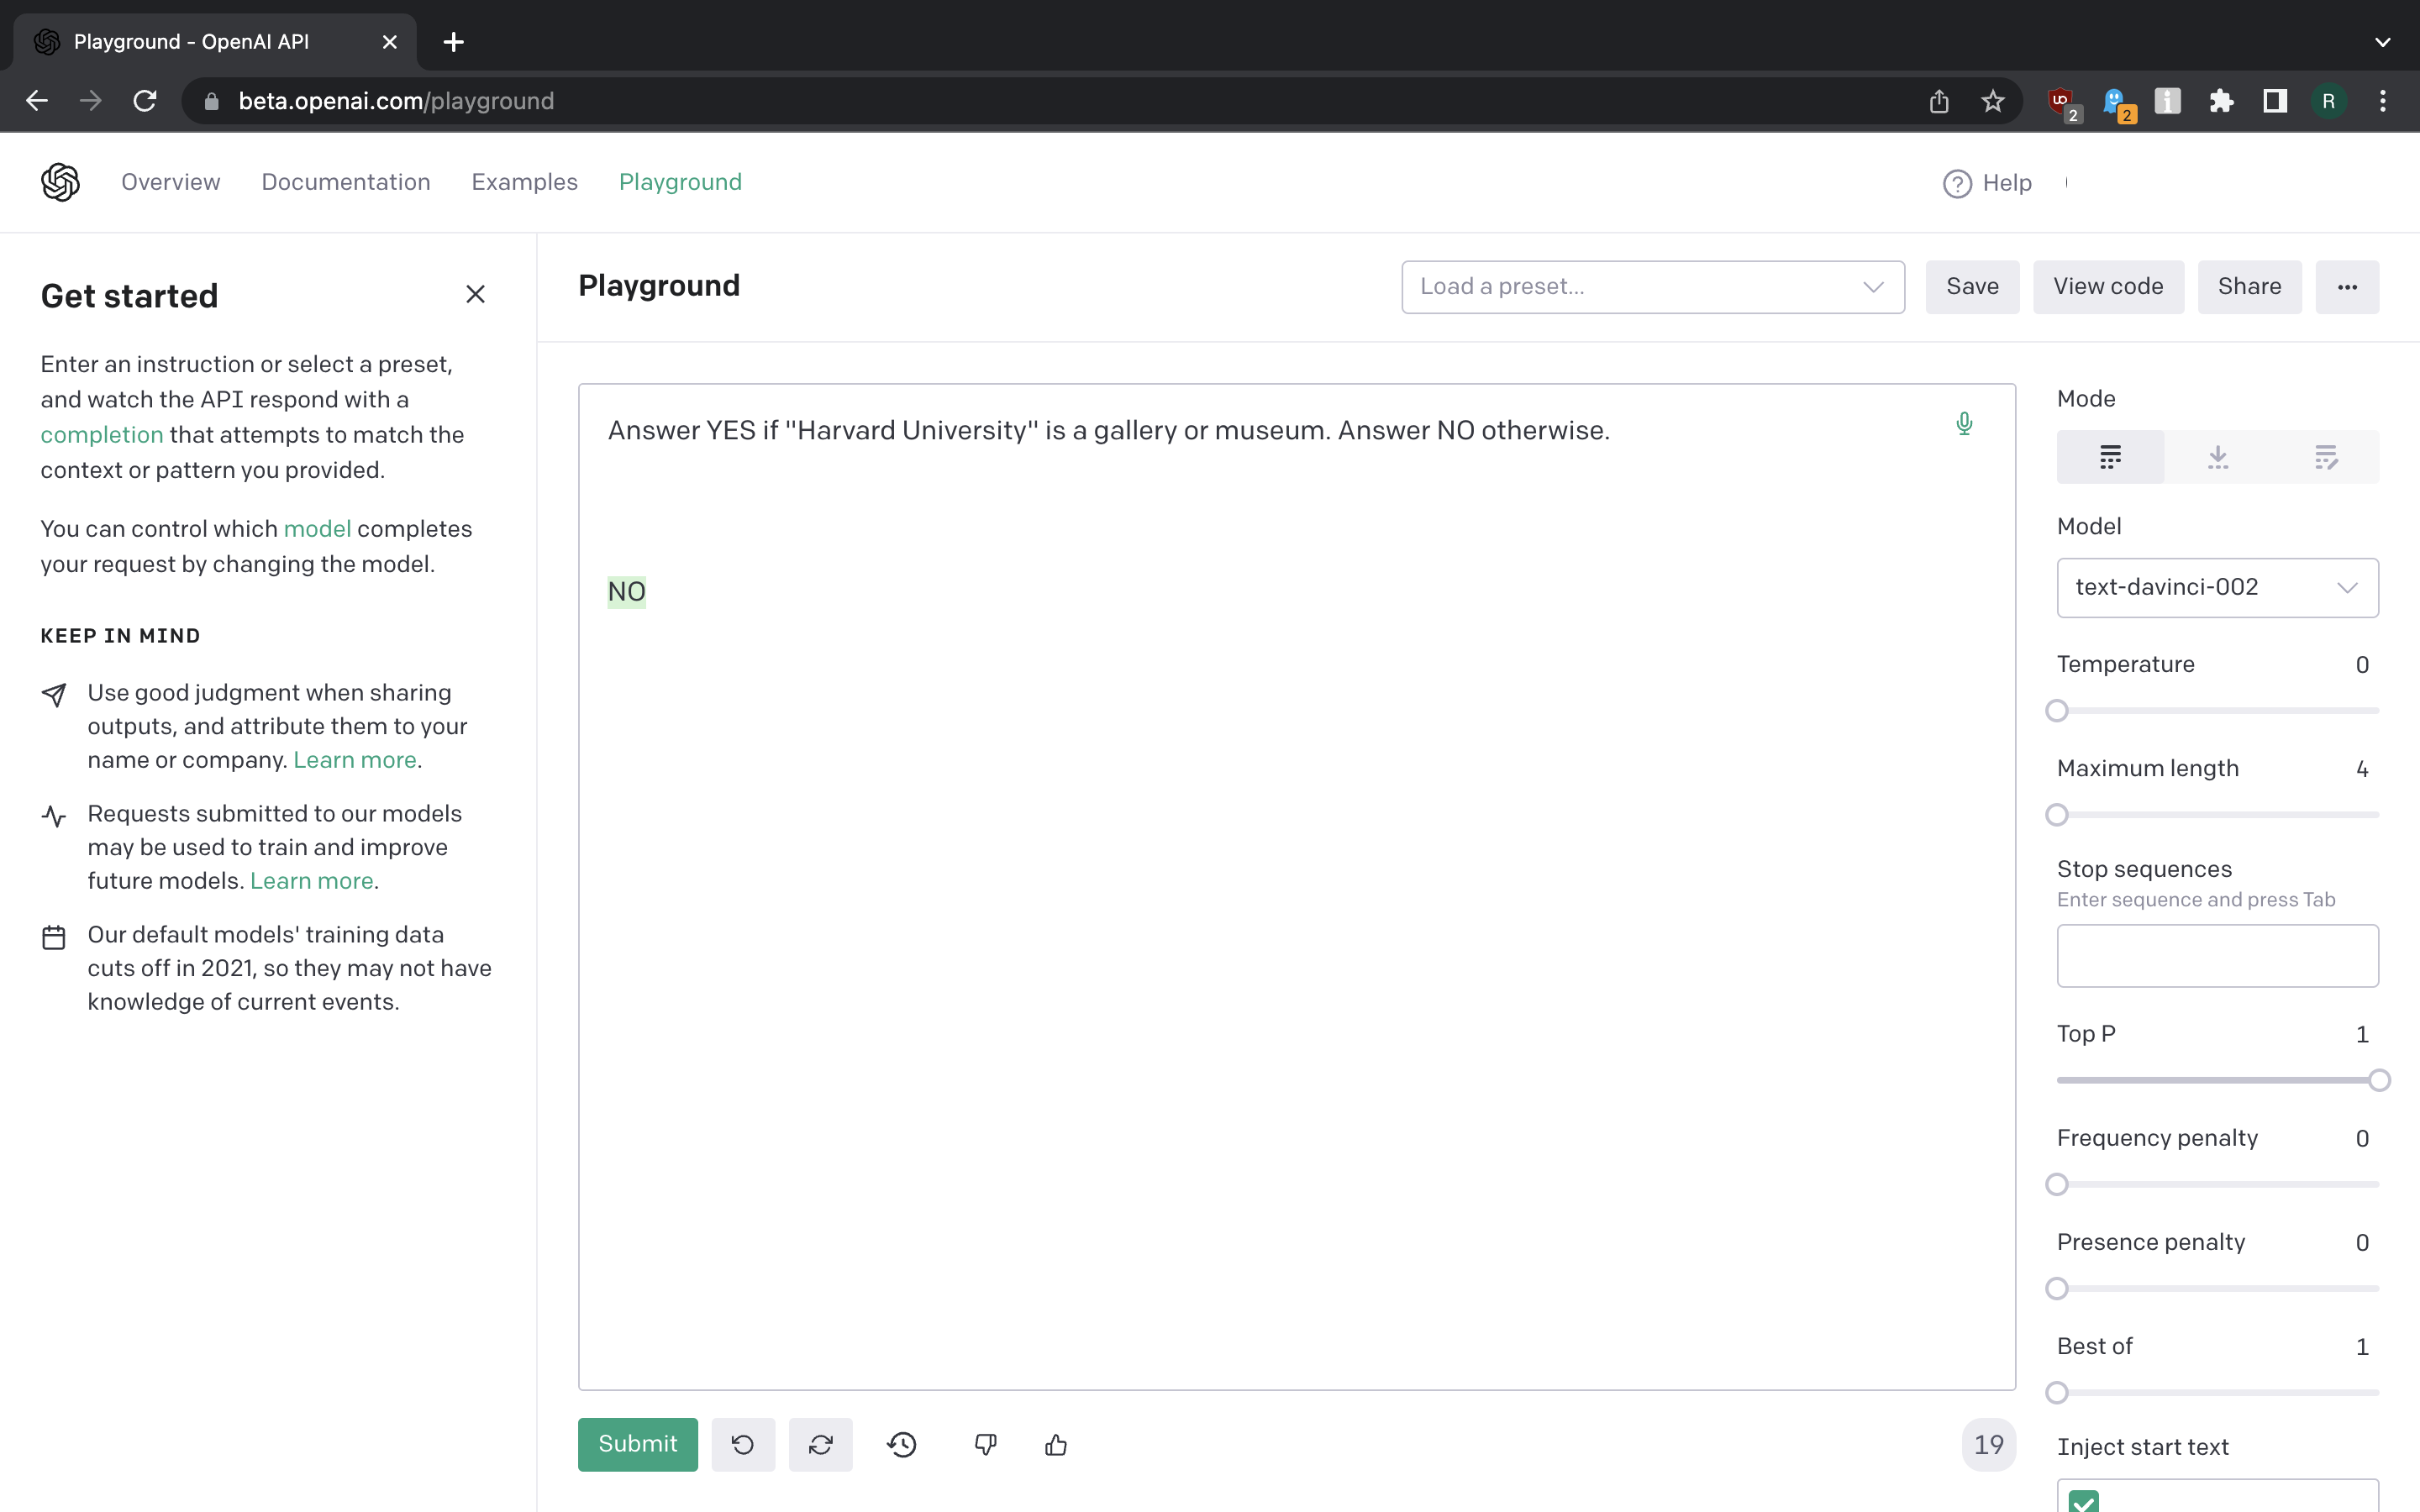 Playground - OpenAI API
beta.openai.com/playground
2
2
R
Overview
Documentation
Examples
Playground
Help
Get started
Enter an instruction or select a preset,
and watch the API respond with a
completion that attempts to match the
context or pattern you provided.
You can control which model completes
your request by changing the model.
KEEP IN MIND
Use good judgment when sharing
outputs, and attribute them to your
name or company. Learn more.
Requests submitted to our models
may be used to train and improve
future models. Learn more.
Our default models' training data
cuts off in 2021, so they may not have
knowledge of current events.
Playground
Load a preset...
Save
View code
Share
Answer YES if "Harvard University" is a gallery or museum. Answer NO otherwise.
NO
Submit
19
Mode
Model
text-davinci-002
Temperature 0
Maximum length 4
Stop sequences
Enter sequence and press Tab
Top P 1
Frequency penalty 0
Presence penalty 0
Best of 1
Inject start text